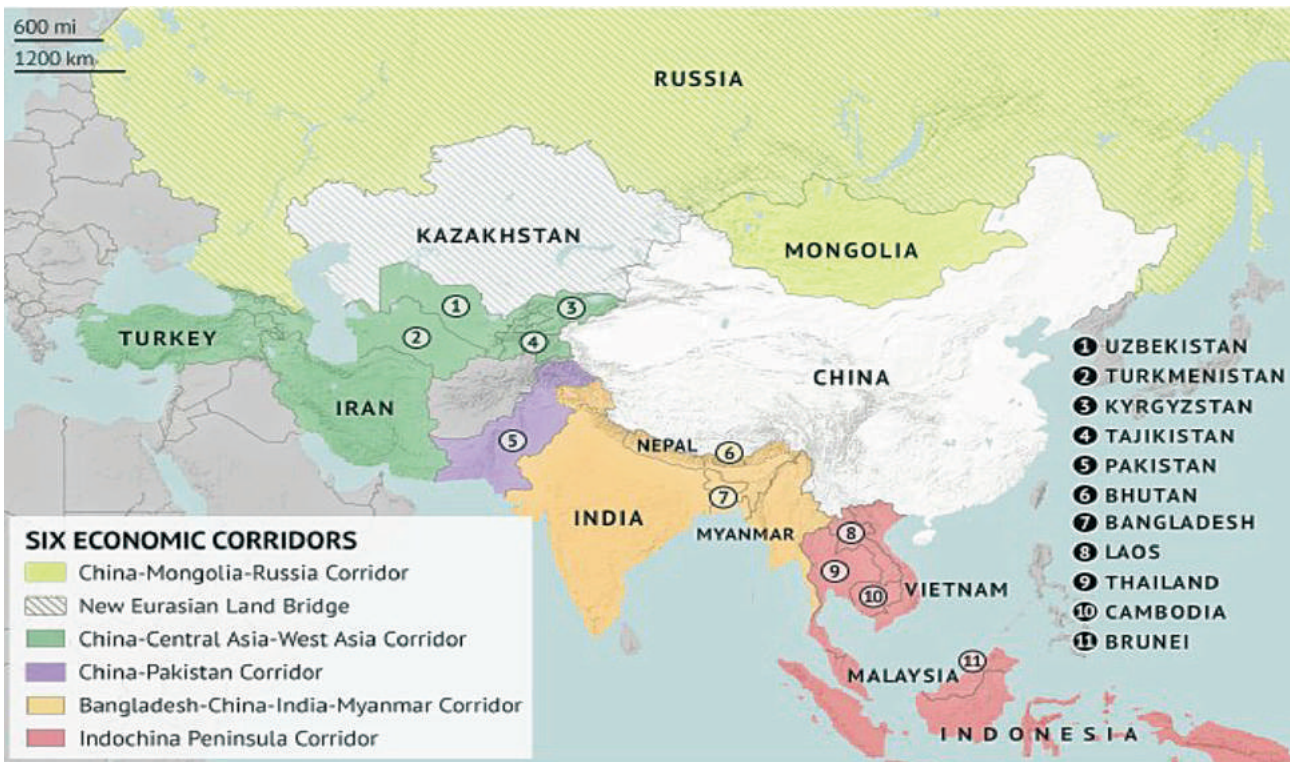 600 mi
1200 km
RUSSIA
KAZAKHSTAN
MONGOLIA
1
3
2
4
TURKEY
IRAN
CHINA
5
NEPAL
6
7
INDIA
MYANMAR
8
9
10
VIETNAM
11
MALAYSIA
INDONESIA
1 UZBEKISTAN
2 TURKMENISTAN
3 KYRGYZSTAN
4 TAJIKISTAN
5 PAKISTAN
6 BHUTAN
7 BANGLADESH
8 LAOS
9 THAILAND
10 CAMBODIA
11 BRUNEI
SIX ECONOMIC CORRIDORS
China-Mongolia-Russia Corridor
New Eurasian Land Bridge
China-Central Asia-West Asia Corridor
China-Pakistan Corridor
Bangladesh-China-India-Myanmar Corridor
Indochina Peninsula Corridor